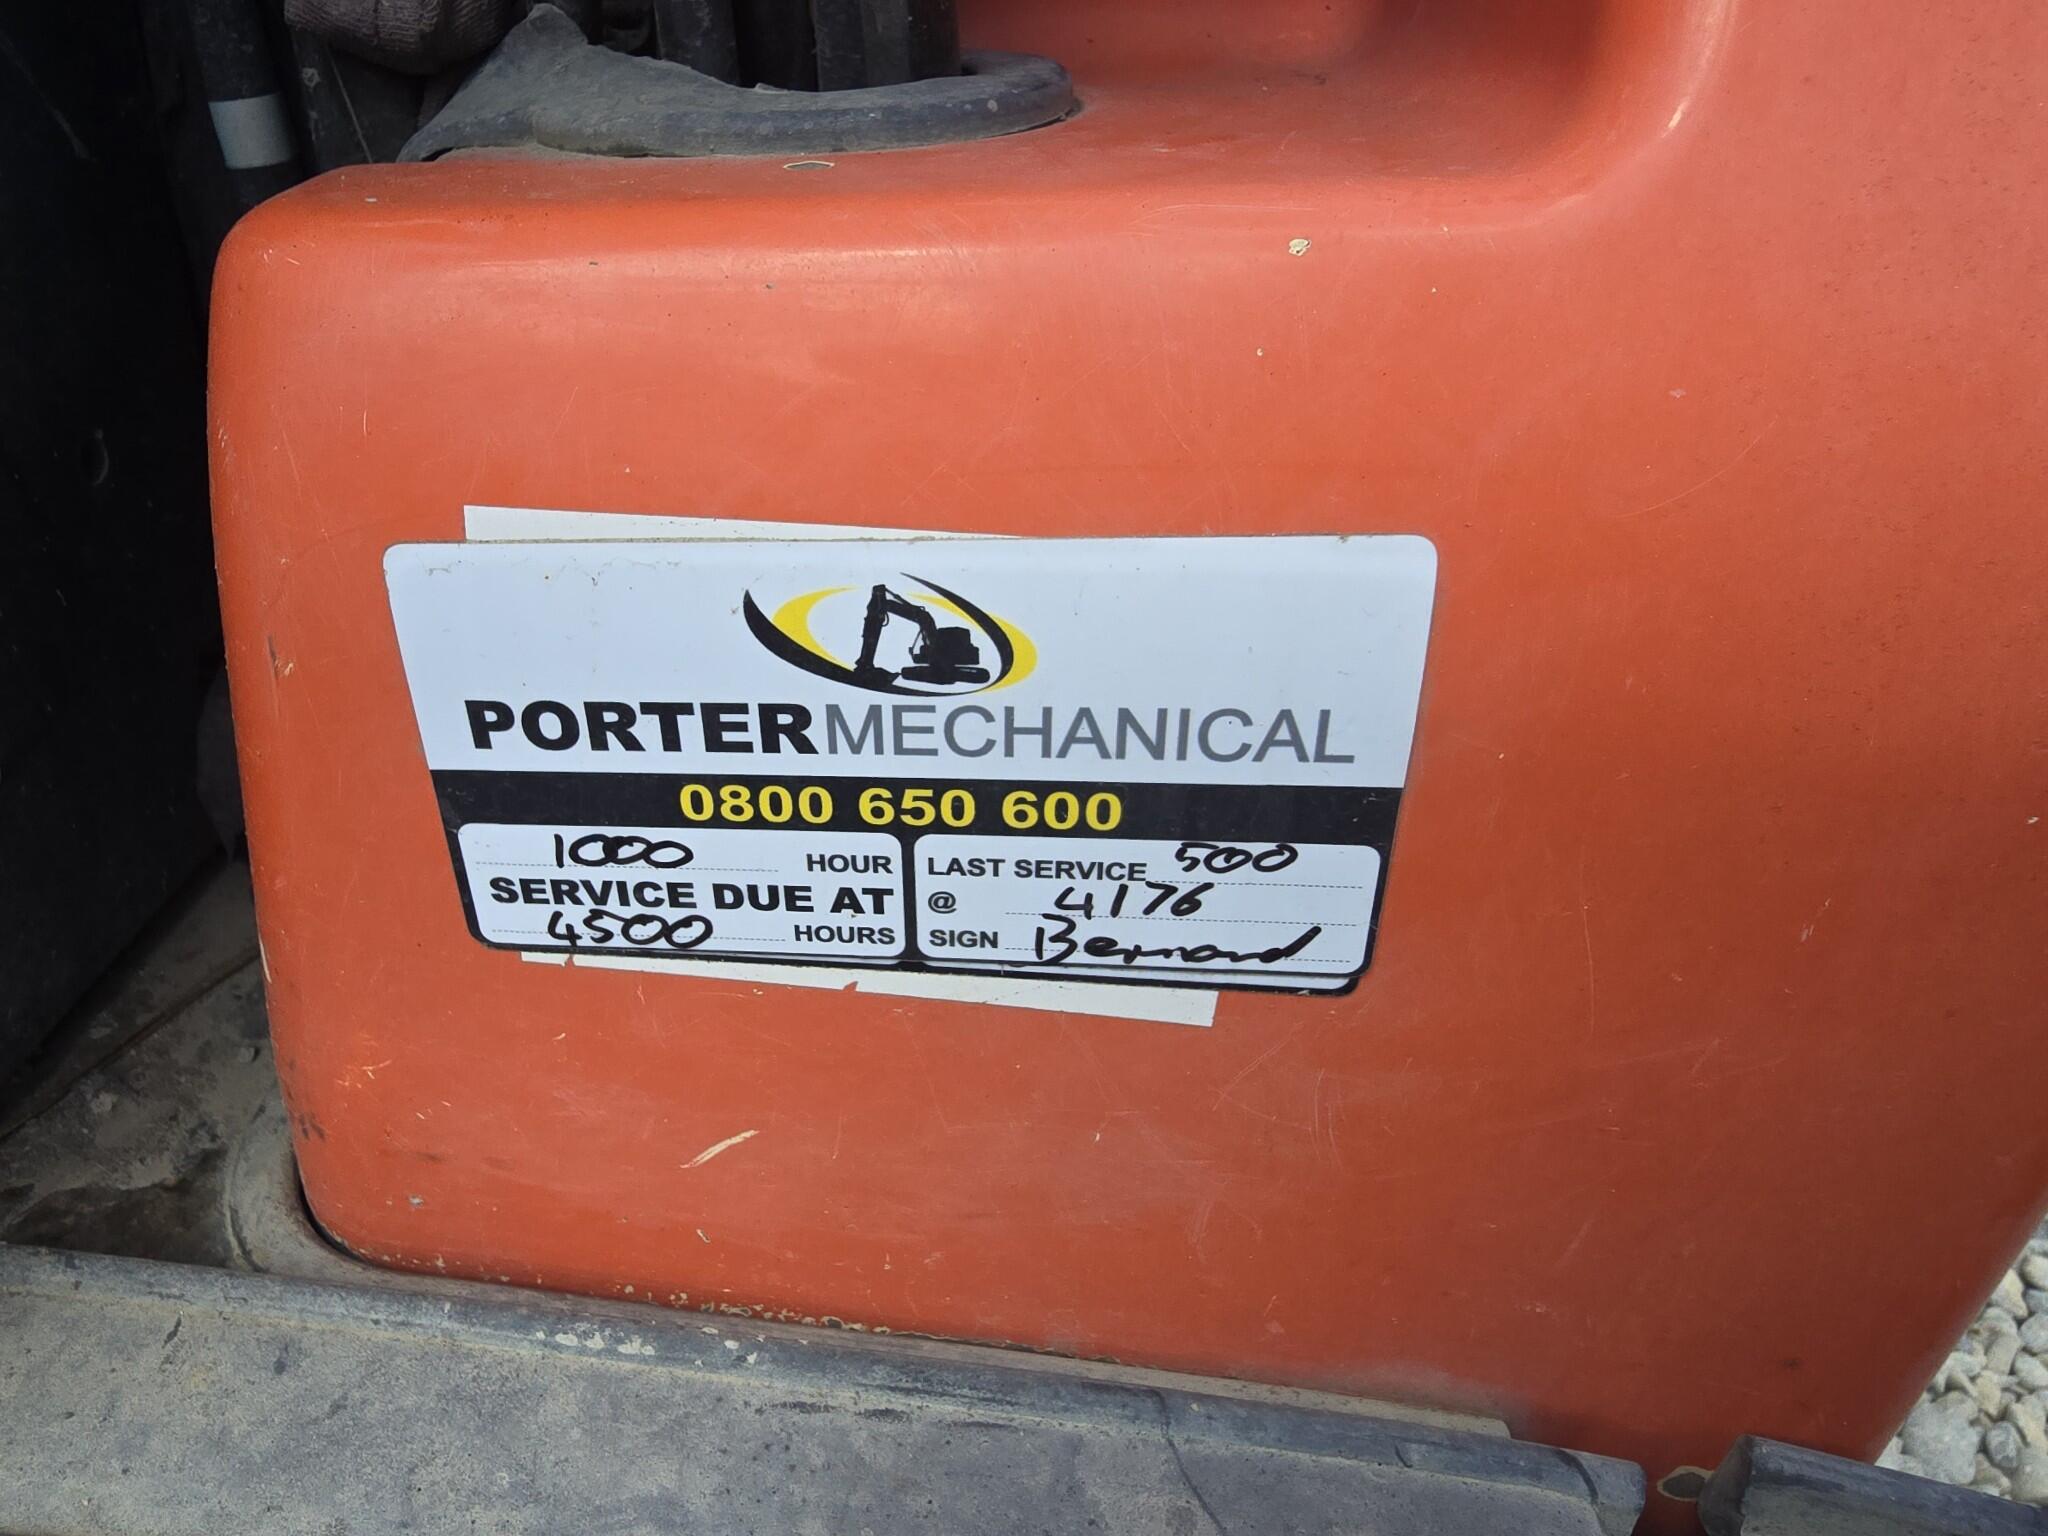 PORTERMECHANICAL
0800 650 600
1000 HOUR
SERVICE DUE AT
4500 HOURS
LAST SERVICE 500
@ 4176
SIGN Bernard